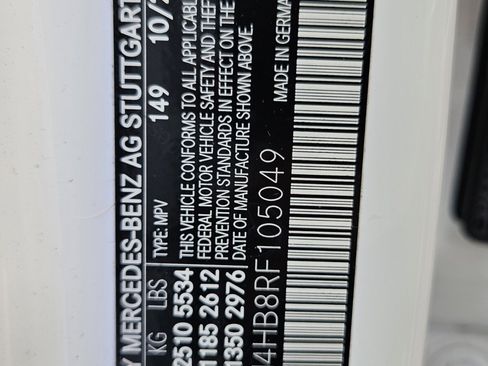 Y MERCEDES-BENZ AG STUTTGART
149 10/2
KG LBS TYPE: MPV
2510 5534
1185 2612
1350 2976
THIS VEHICLE CONFORMS TO ALL APPLICABLE
FEDERAL MOTOR VEHICLE SAFETY AND THEFT
PREVENTION STANDARDS IN EFFECT ON THE
DATE OF MANUFACTURE SHOWN ABOVE.
4HB8RF105049 MADE IN GERMA